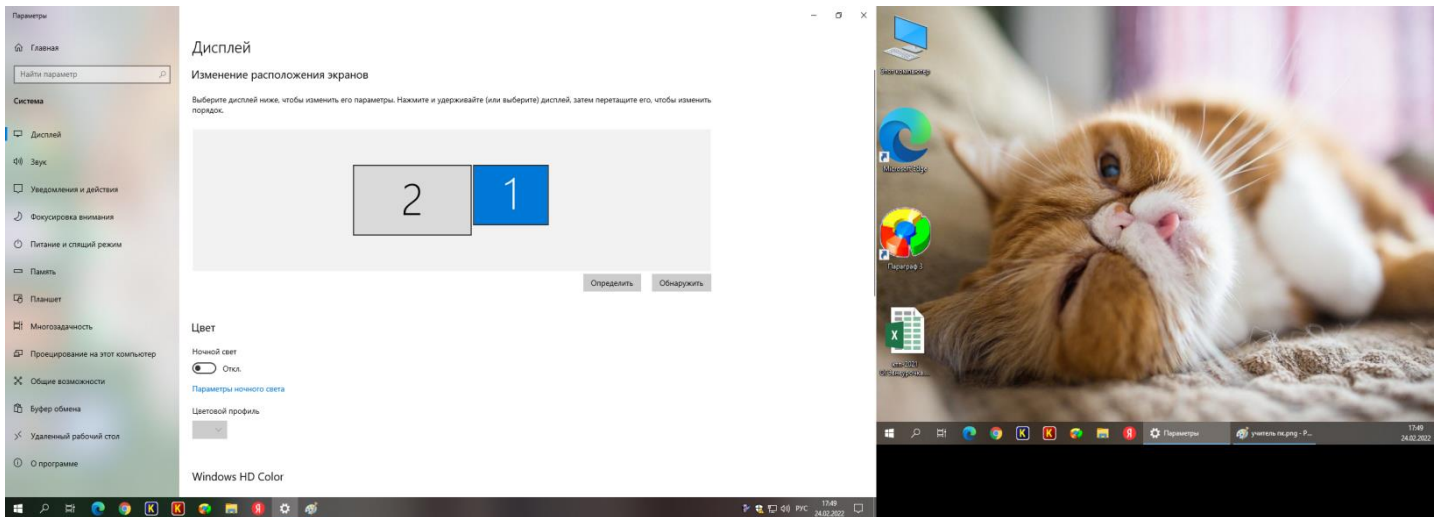 Параметры
Главная
Найти параметр
Система
Дисплей
Звук
Уведомления и действия
Фокусировка внимания
Питание и спящий режим
Память
Планшет
Многозадачность
Проецирование на этот компьютер
Общие возможности
Буфер обмена
Удаленный рабочий стол
О программе
Дисплей
Изменение расположения экранов
Выберите дисплей ниже, чтобы изменить его параметры. Нажмите и удерживайте (или выберите) дисплей, затем перетащите его, чтобы изменить
порядок.
2
1
Определить
Обнаружить
Цвет
Ночной свет
Откл.
Параметры ночного света
Цветовой профиль
Windows HD Color
K
K
Я
РУС
17:49
24.02.2022
Этот компьютер
Microsoft Edge
Параграф 3
X
K
K
Я
Параметры
учитель пк.png - P...
17:49
24.02.2022